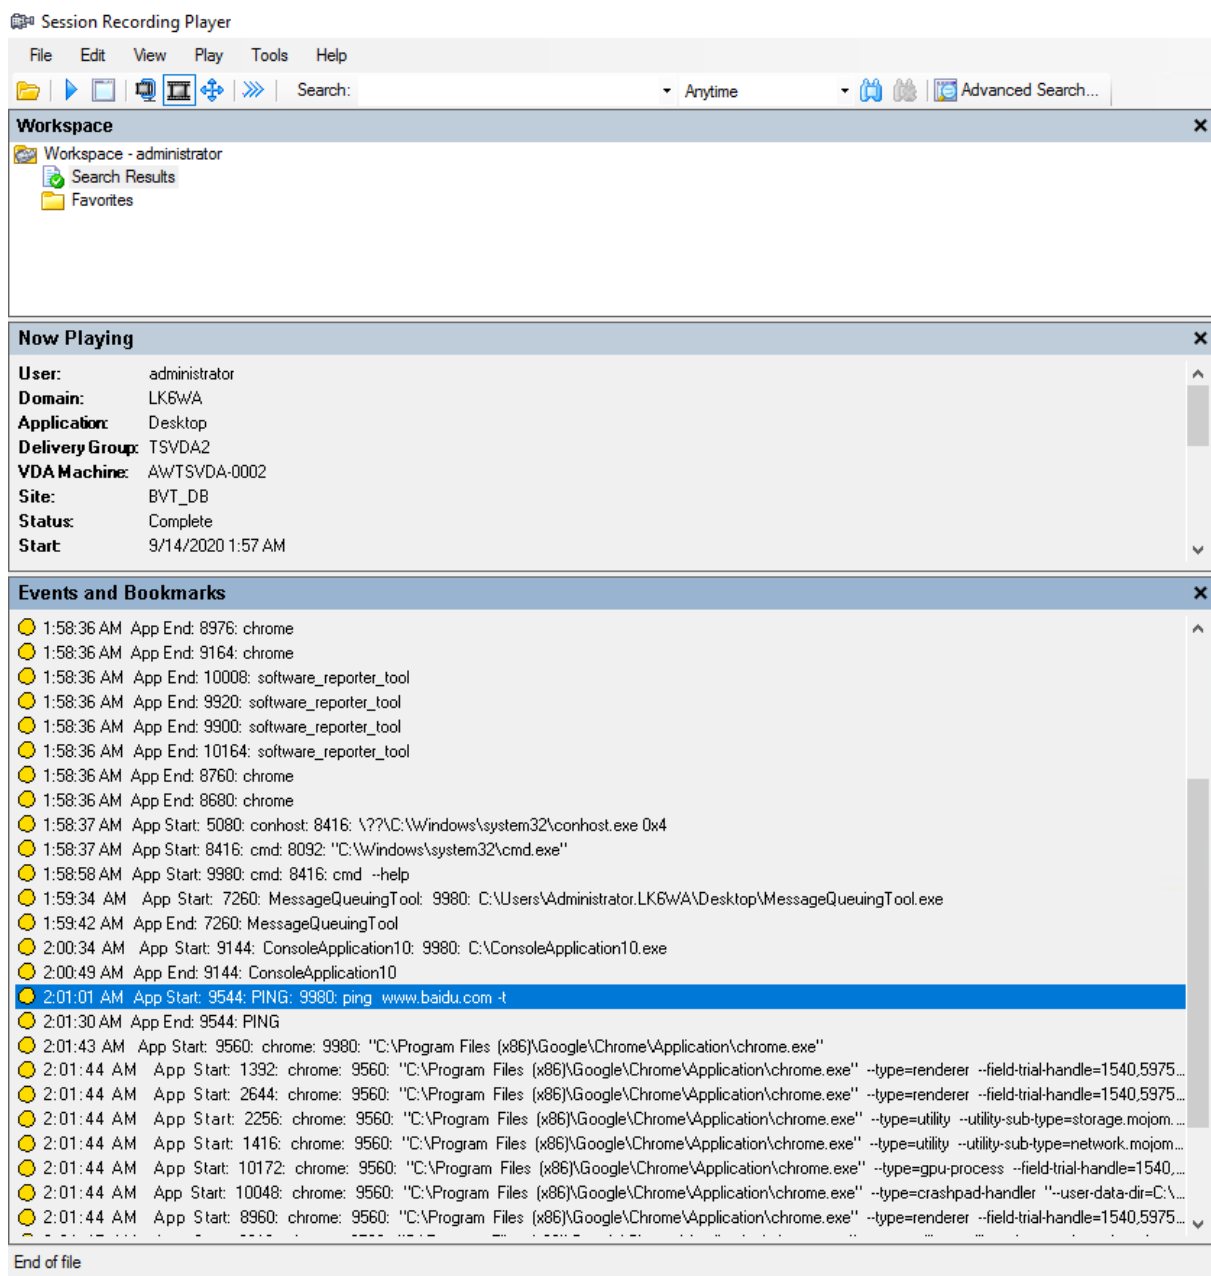 Session Recording Player
File Edit View Play Tools Help
Search: Anytime Advanced Search...
Workspace
Workspace - administrator
Search Results
Favorites
Now Playing
User: administrator
Domain: LK6WA
Application: Desktop
Delivery Group: TSVDA2
VDA Machine: AWTSVDA-0002
Site: BVT_DB
Status: Complete
Start: 9/14/2020 1:57 AM
Events and Bookmarks
1:58:36 AM App End: 8976: chrome
1:58:36 AM App End: 9164: chrome
1:58:36 AM App End: 10008: software_reporter_tool
1:58:36 AM App End: 9920: software_reporter_tool
1:58:36 AM App End: 9900: software_reporter_tool
1:58:36 AM App End: 10164: software_reporter_tool
1:58:36 AM App End: 8760: chrome
1:58:36 AM App End: 8680: chrome
1:58:37 AM App Start: 5080: conhost: 8416: \??\C:\Windows\system32\conhost.exe 0x4
1:58:37 AM App Start: 8416: cmd: 8092: "C:\Windows\system32\cmd.exe"
1:58:58 AM App Start: 9980: cmd: 8416: cmd --help
1:59:34 AM App Start: 7260: MessageQueuingTool: 9980: C:\Users\Administrator.LK6WA\Desktop\MessageQueuingTool.exe
1:59:42 AM App End: 7260: MessageQueuingTool
2:00:34 AM App Start: 9144: ConsoleApplication10: 9980: C:\ConsoleApplication10.exe
2:00:49 AM App End: 9144: ConsoleApplication10
2:01:01 AM App Start: 9544: PING: 9980: ping www.baidu.com -t
2:01:30 AM App End: 9544: PING
2:01:43 AM App Start: 9560: chrome: 9980: "C:\Program Files (x86)\Google\Chrome\Application\chrome.exe"
2:01:44 AM App Start: 1392: chrome: 9560: "C:\Program Files (x86)\Google\Chrome\Application\chrome.exe" --type=renderer --field-trial-handle=1540,5975...
2:01:44 AM App Start: 2644: chrome: 9560: "C:\Program Files (x86)\Google\Chrome\Application\chrome.exe" --type=renderer --field-trial-handle=1540,5975...
2:01:44 AM App Start: 2256: chrome: 9560: "C:\Program Files (x86)\Google\Chrome\Application\chrome.exe" --type=utility --utility-sub-type=storage.mojom....
2:01:44 AM App Start: 1416: chrome: 9560: "C:\Program Files (x86)\Google\Chrome\Application\chrome.exe" --type=utility --utility-sub-type=network.mojom...
2:01:44 AM App Start: 10172: chrome: 9560: "C:\Program Files (x86)\Google\Chrome\Application\chrome.exe" --type=gpu-process --field-trial-handle=1540,...
2:01:44 AM App Start: 10048: chrome: 9560: "C:\Program Files (x86)\Google\Chrome\Application\chrome.exe" --type=crashpad-handler "--user-data-dir=C:\...
2:01:44 AM App Start: 8960: chrome: 9560: "C:\Program Files (x86)\Google\Chrome\Application\chrome.exe" --type=renderer --field-trial-handle=1540,5975...
End of file